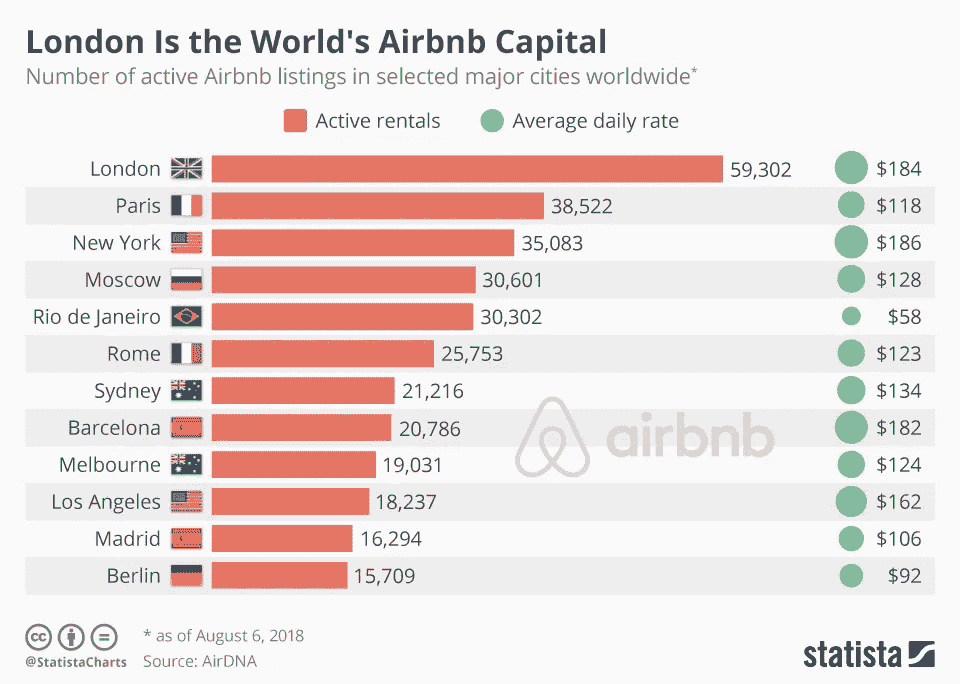 London Is the World's Airbnb Capital
Number of active Airbnb listings in selected major cities worldwide*
Active rentals Average daily rate
London 59,302 $184
Paris 38,522 $118
New York 35,083 $186
Moscow 30,601 $128
Rio de Janeiro 30,302 $58
Rome 25,753 $123
Sydney 21,216 $134
Barcelona 20,786 $182
airbnb
Melbourne 19,031 $124
Los Angeles 18,237 $162
Madrid 16,294 $106
Berlin 15,709 $92
cc
* as of August 6, 2018
@StatistaCharts Source: AirDNA
statista